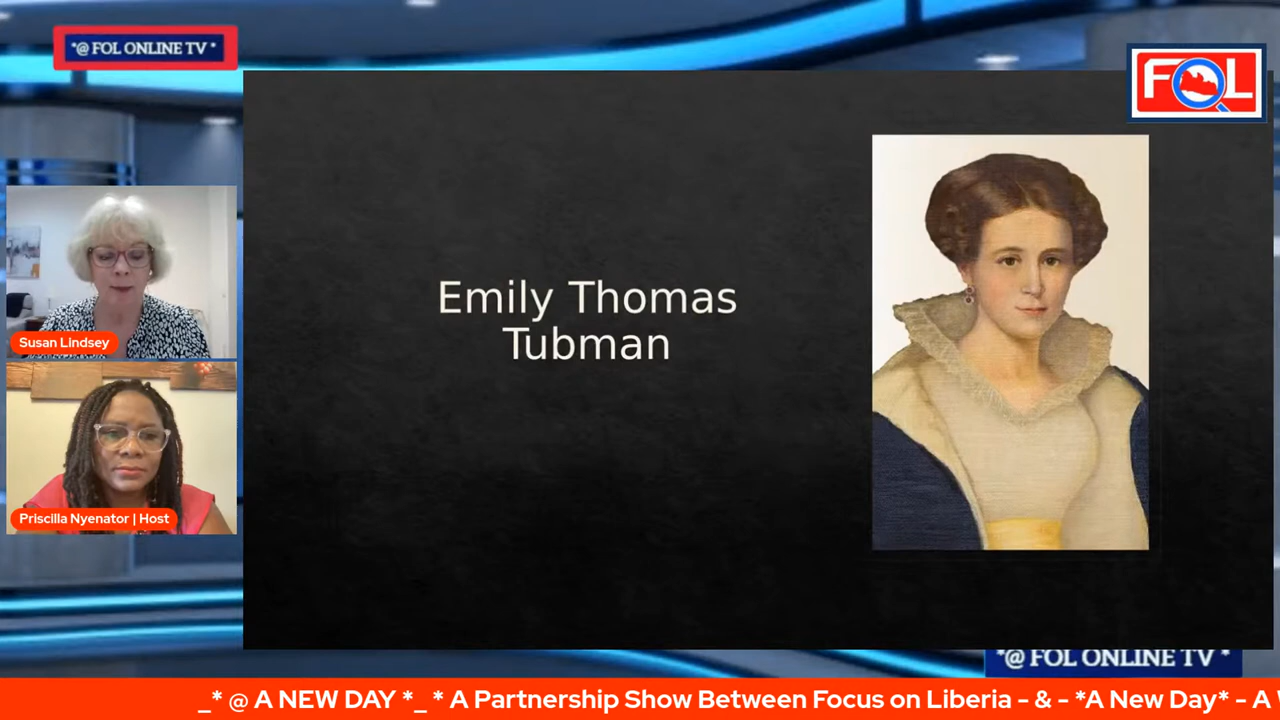 *@ FOL ONLINE TV *
FOL
Emily Thomas
Tubman
Susan Lindsey
Priscilla Nyenator | Host
*@ FOL ONLINE TV *
_* @ A NEW DAY *_ * A Partnership Show Between Focus on Liberia - & - *A New Day* - A